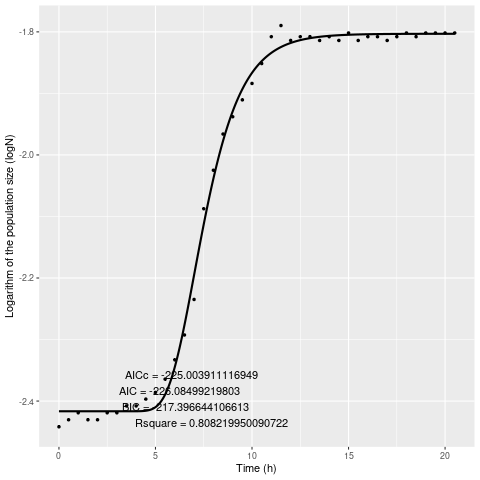 -1.8
-2.0
-2.2
-2.4
Logarithm of the population size (logN)
AICc = -225.003911116949
AIC = -226.08499219803
BIC = -217.396644106613
Rsquare = 0.808219950090722
0 5 10 15 20
Time (h)